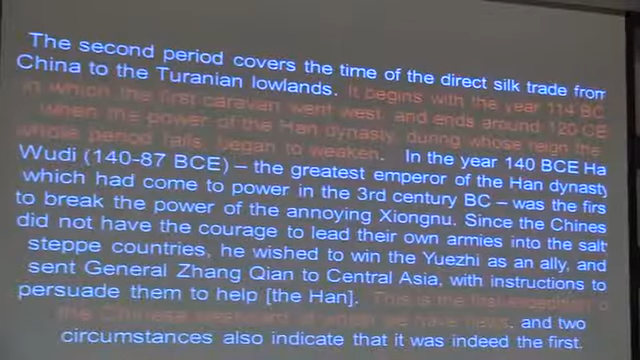 The second period covers the time of the direct silk trade from
China to the Turanian lowlands. It begins with the year 114 BC
in which the first caravan went west, and ends around 120 CE
when the power of the Han dynasty, during whose reign the
whole period falls, began to weaken. In the year 140 BCE Ha
Wudi (140-87 BCE) – the greatest emperor of the Han dynasty
which had come to power in the 3rd century BC – was the firs
to break the power of the annoying Xiongnu. Since the Chines
did not have the courage to lead their own armies into the salt
steppe countries, he wished to win the Yuezhi as an ally, and
sent General Zhang Qian to Central Asia, with instructions to
persuade them to help [the Han]. This is the first
the Chinese westward of which we have news, and two
circumstances also indicate that it was indeed the first.